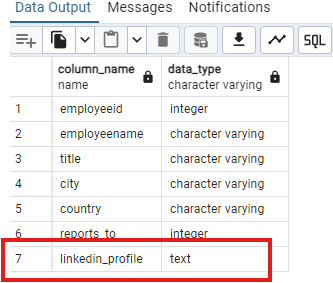 Data Output Messages Notifications
SQL
column_name data_type
name character varying
1 employeeid integer
2 employeename character varying
3 title character varying
4 city character varying
5 country character varying
6 reports_to integer
7 linkedin_profile text